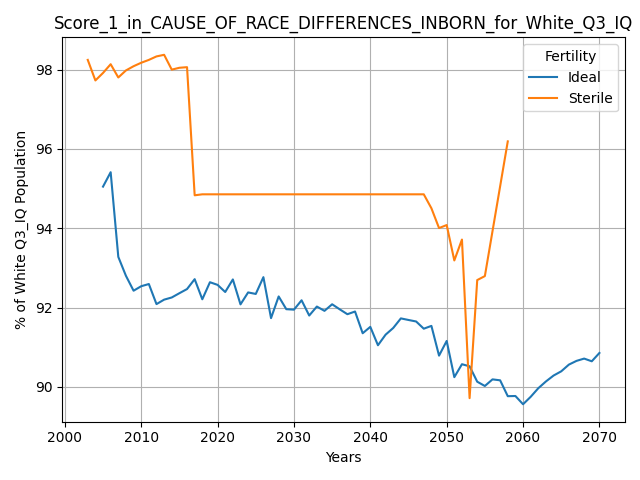 Score_1_in_CAUSE_OF_RACE_DIFFERENCES_INBORN_for_White_Q3_IQ
Fertility
Ideal
Sterile
% of White Q3_IQ Population
98
96
94
92
90
2000 2010 2020 2030 2040 2050 2060 2070
Years